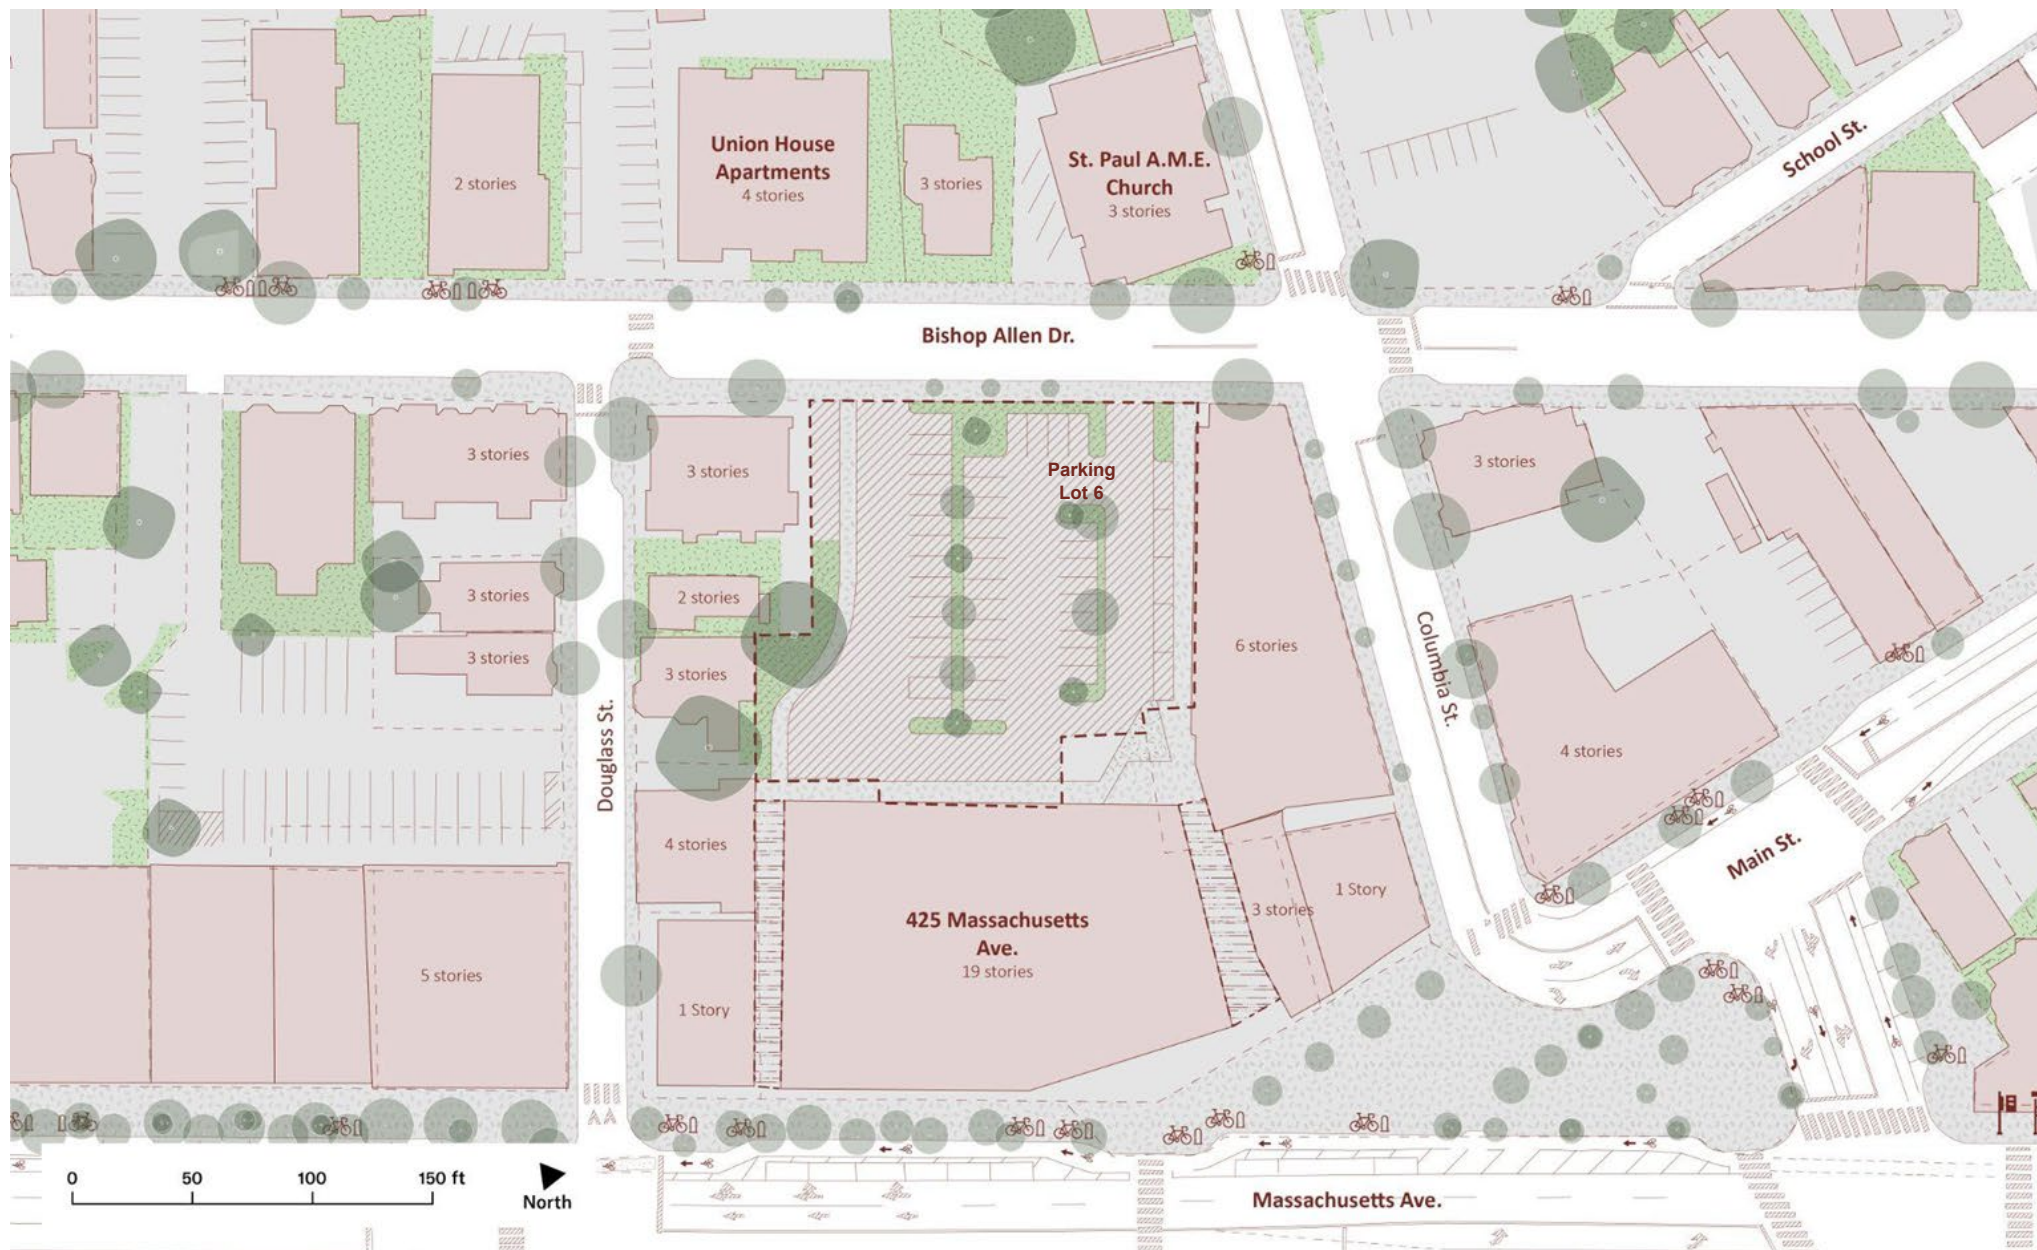 Union House
Apartments
4 stories
2 stories
3 stories
St. Paul A.M.E.
Church
3 stories
School St.
Bishop Allen Dr.
3 stories
3 stories
Parking
Lot 6
3 stories
3 stories
2 stories
3 stories
3 stories
6 stories
Columbia St.
4 stories
Douglass St.
4 stories
Main St.
1 Story
3 stories
425 Massachusetts
Ave.
19 stories
5 stories
1 Story
0 50 100 150 ft
North
Massachusetts Ave.